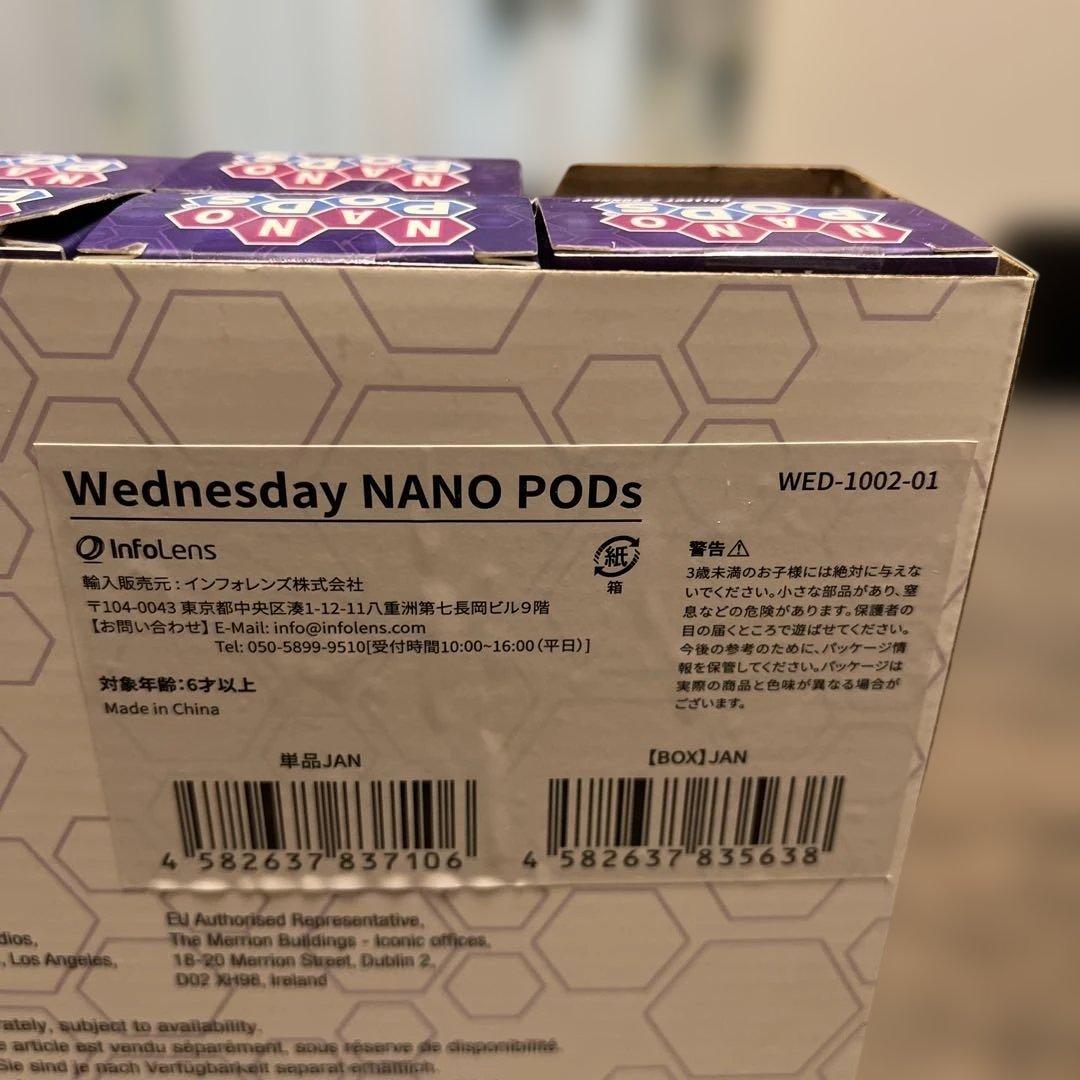 NANO
PODS
NANO
PODS
NANO
PODS
NANO
PODS
Wednesday NANO PODs
WED-1002-01
InfoLens
輸入販売元：インフォレンズ株式会社
〒104-0043 東京都中央区湊1-12-11八重洲第七長岡ビル9階
【お問い合わせ】E-Mail: info@infolens.com
Tel: 050-5899-9510[受付時間10:00~16:00（平日）]
対象年齢：6才以上
Made in China
紙
箱
警告⚠
3歳未満のお子様には絶対に与えな
いでください。小さな部品があり、窒
息などの危険があります。保護者の
目の届くところで遊ばせてください。
今後の参考のために、パッケージ情
報を保管してください。パッケージは
実際の商品と色味が異なる場合が
ございます。
単品JAN
4 582637 837106
【BOX】JAN
4 582637 835638
EU Authorised Representative,
The Merrion Buildings - Iconic offices,
18-20 Merrion Street, Dublin 2,
D02 XH98, Ireland
dios,
, Los Angeles,
rately, subject to availability.
e article est vendu séparément, sous réserve de disponibilité.
Sie sind je nach Verfügbarkeit separat erhältlich.